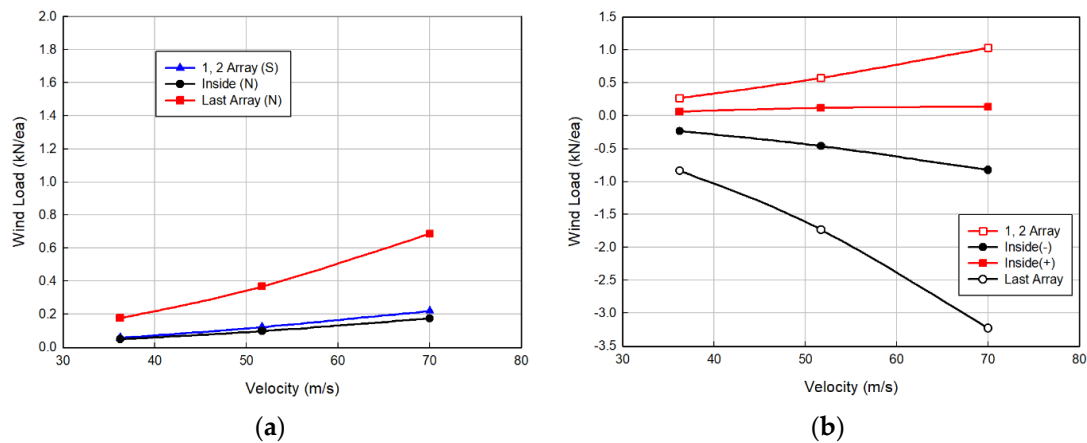 2.0
1.8
1.6
1.4
1.2
1.0
0.8
0.6
0.4
0.2
0.0
Wind Load (kN/ea)
1, 2 Array (S)
Inside (N)
Last Array (N)
30 40 50 60 70 80
Velocity (m/s)
(a)
1.5
1.0
0.5
0.0
-0.5
-1.0
-1.5
-2.0
-2.5
-3.0
-3.5
Wind Load (kN/ea)
1, 2 Array
Inside(-)
Inside(+)
Last Array
30 40 50 60 70 80
Velocity (m/s)
(b)